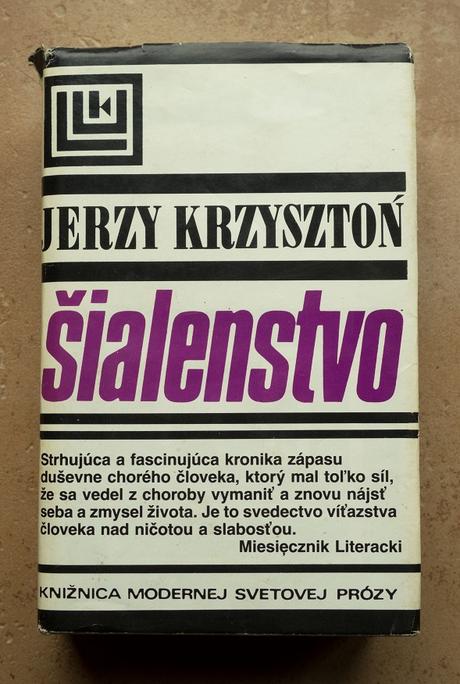 JERZY KRZYSZTOŃ
šialenstvo
Strhujúca a fascinujúca kronika zápasu
duševne chorého človeka, ktorý mal toľko síl,
že sa vedel z choroby vymaniť a znovu nájsť
seba a zmysel života. Je to svedectvo víťazstva
človeka nad ničotou a slabosťou.
Miesięcznik Literacki
KNIŽNICA MODERNEJ SVETOVEJ PRÓZY